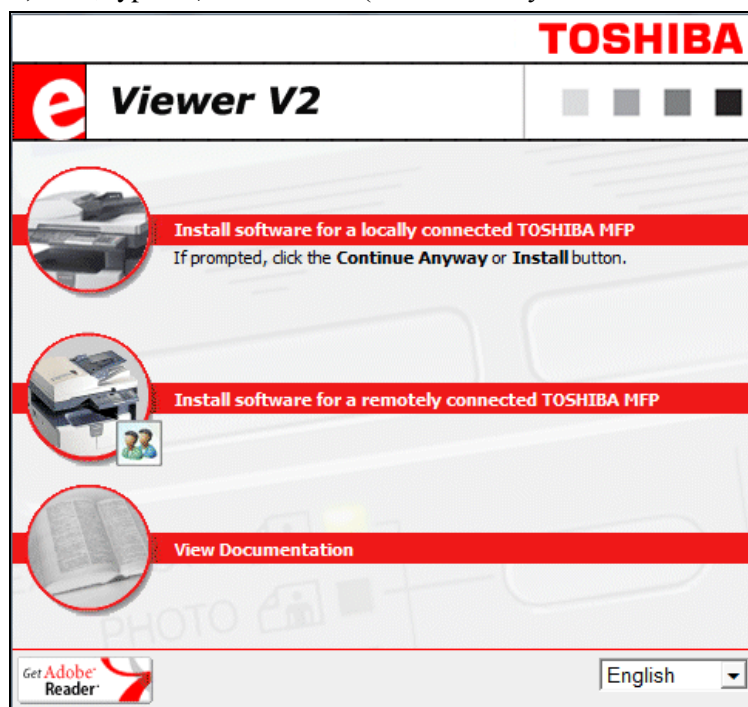 TOSHIBA
e Viewer V2
Install software for a locally connected TOSHIBA MFP
If prompted, click the Continue Anyway or Install button.
Install software for a remotely connected TOSHIBA MFP
View Documentation
PHOTO
Get Adobe
Reader
English